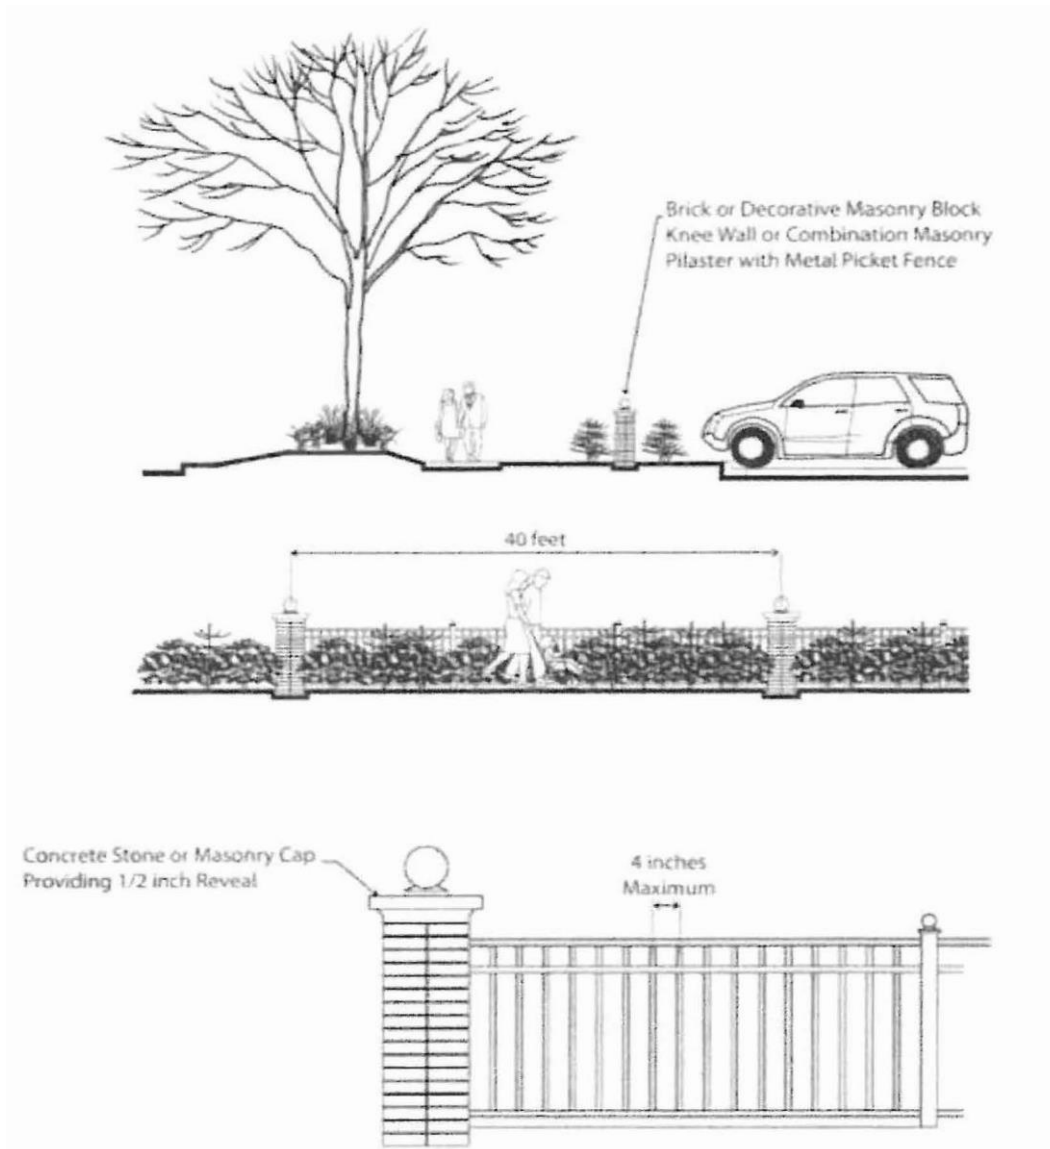 Brick or Decorative Masonry Block
Knee Wall or Combination Masonry
Pilaster with Metal Picket Fence
40 feet
Concrete Stone or Masonry Cap
Providing 1/2 inch Reveal
4 inches
Maximum